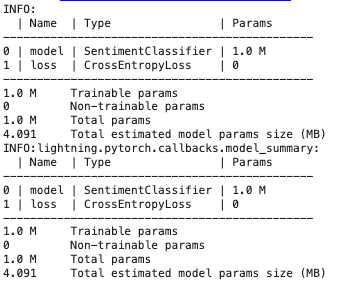 INFO:
  | Name  | Type                | Params
----------------------------------------------
0 | model | SentimentClassifier | 1.0 M
1 | loss  | CrossEntropyLoss    | 0
----------------------------------------------
1.0 M     Trainable params
0         Non-trainable params
1.0 M     Total params
4.091     Total estimated model params size (MB)
INFO:lightning.pytorch.callbacks.model_summary:
  | Name  | Type                | Params
----------------------------------------------
0 | model | SentimentClassifier | 1.0 M
1 | loss  | CrossEntropyLoss    | 0
----------------------------------------------
1.0 M     Trainable params
0         Non-trainable params
1.0 M     Total params
4.091     Total estimated model params size (MB)